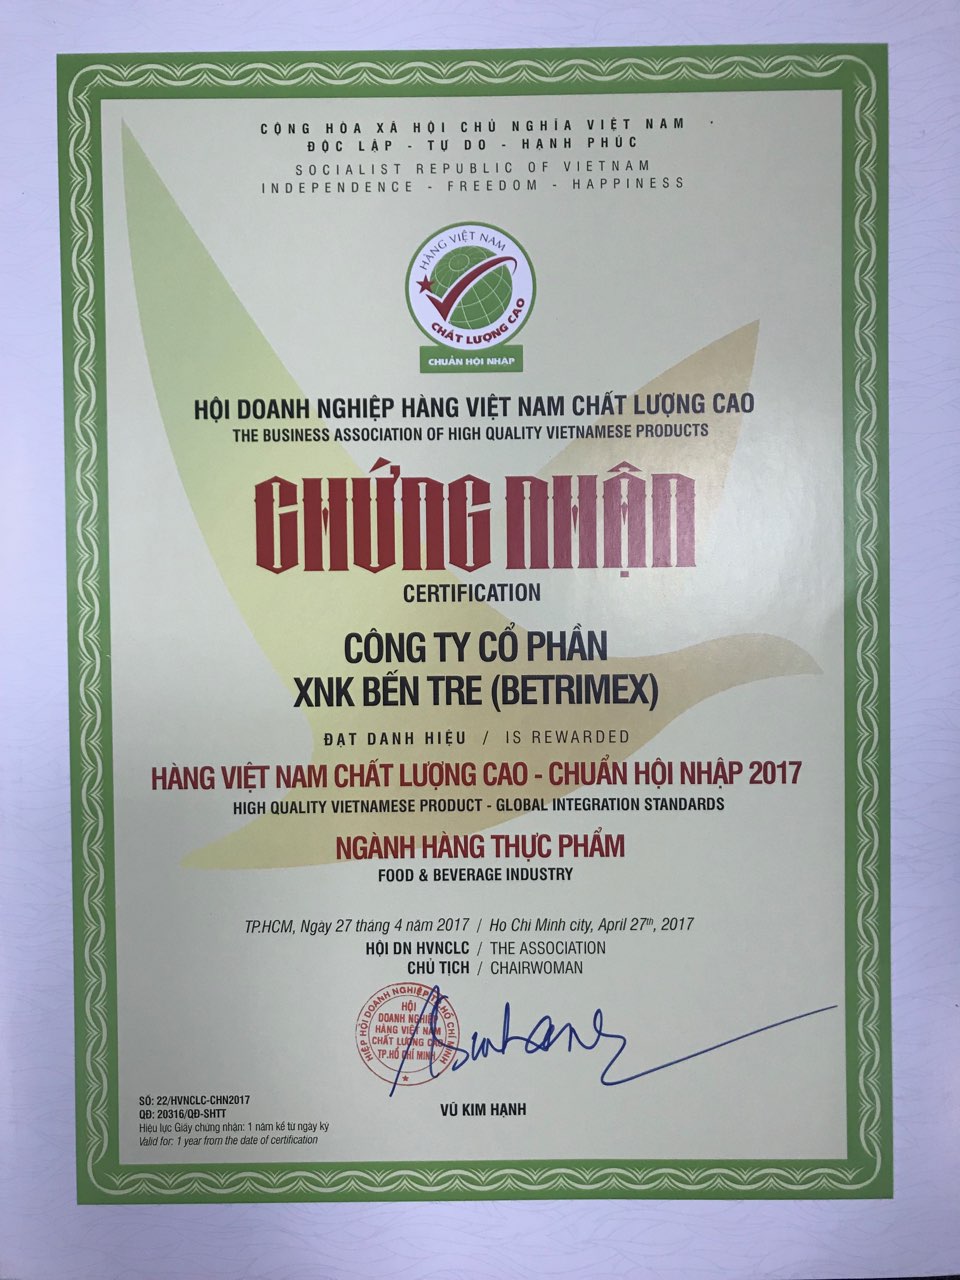 CỘNG HÒA XÃ HỘI CHỦ NGHĨA VIỆT NAM
ĐỘC LẬP - TỰ DO - HẠNH PHÚC
SOCIALIST REPUBLIC OF VIETNAM
INDEPENDENCE - FREEDOM - HAPPINESS
HÀNG VIỆT NAM
CHẤT LƯỢNG CAO
CHUẨN HỘI NHẬP
HỘI DOANH NGHIỆP HÀNG VIỆT NAM CHẤT LƯỢNG CAO
THE BUSINESS ASSOCIATION OF HIGH QUALITY VIETNAMESE PRODUCTS
CHỨNG NHẬN
CERTIFICATION
CÔNG TY CỔ PHẦN
XNK BẾN TRE (BETRIMEX)
ĐẠT DANH HIỆU / IS REWARDED
HÀNG VIỆT NAM CHẤT LƯỢNG CAO - CHUẨN HỘI NHẬP 2017
HIGH QUALITY VIETNAMESE PRODUCT - GLOBAL INTEGRATION STANDARDS
NGÀNH HÀNG THỰC PHẨM
FOOD & BEVERAGE INDUSTRY
TP.HCM, Ngày 27 tháng 4 năm 2017 / Ho Chi Minh city, April 27th, 2017
HỘI DN HVNCLC / THE ASSOCIATION
CHỦ TỊCH / CHAIRWOMAN
HIỆP HỘI DOANH NGHIỆP TP.HỒ CHÍ MINH
HỘI
DOANH NGHIỆP
HÀNG VIỆT NAM
CHẤT LƯỢNG CAO
TP.HỒ CHÍ MINH
VŨ KIM HẠNH
SỐ: 22/HVNCLC-CHN2017
QĐ: 20316/QĐ-SHTT
Hiệu lực Giấy chứng nhận: 1 năm kể từ ngày ký
Valid for: 1 year from the date of certification